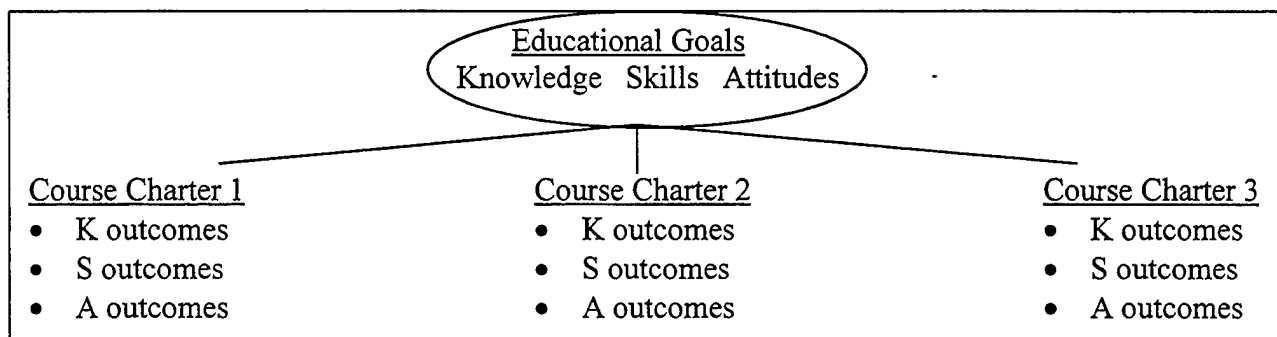 Educational Goals
Knowledge Skills Attitudes
Course Charter 1
• K outcomes
• S outcomes
• A outcomes
Course Charter 2
• K outcomes
• S outcomes
• A outcomes
Course Charter 3
• K outcomes
• S outcomes
• A outcomes